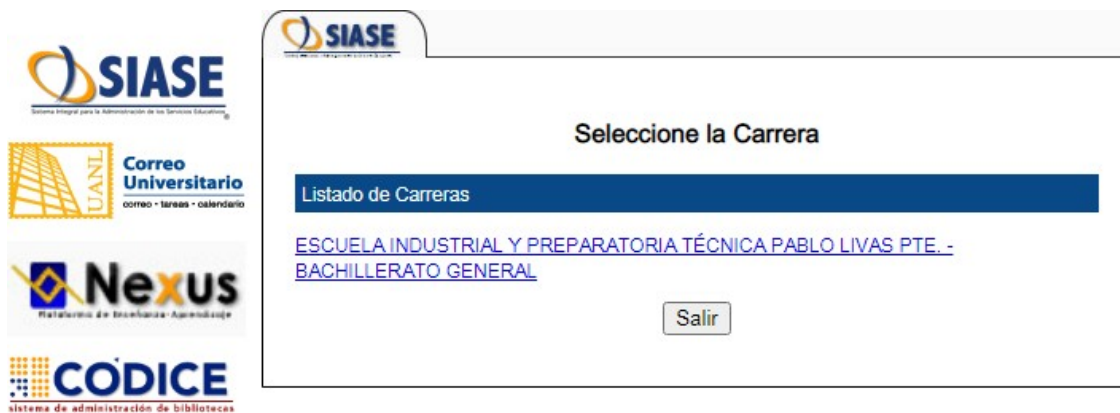 SIASE
Sistema Integral para la Administración de los Servicios Educativos
UANL
Correo
Universitario
correo - tareas - calendario
Nexus
Plataforma de Enseñanza-Aprendizaje
CÓDICE
sistema de administración de bibliotecas
SIASE
Seleccione la Carrera
Listado de Carreras
ESCUELA INDUSTRIAL Y PREPARATORIA TÉCNICA PABLO LIVAS PTE. -
BACHILLERATO GENERAL
Salir